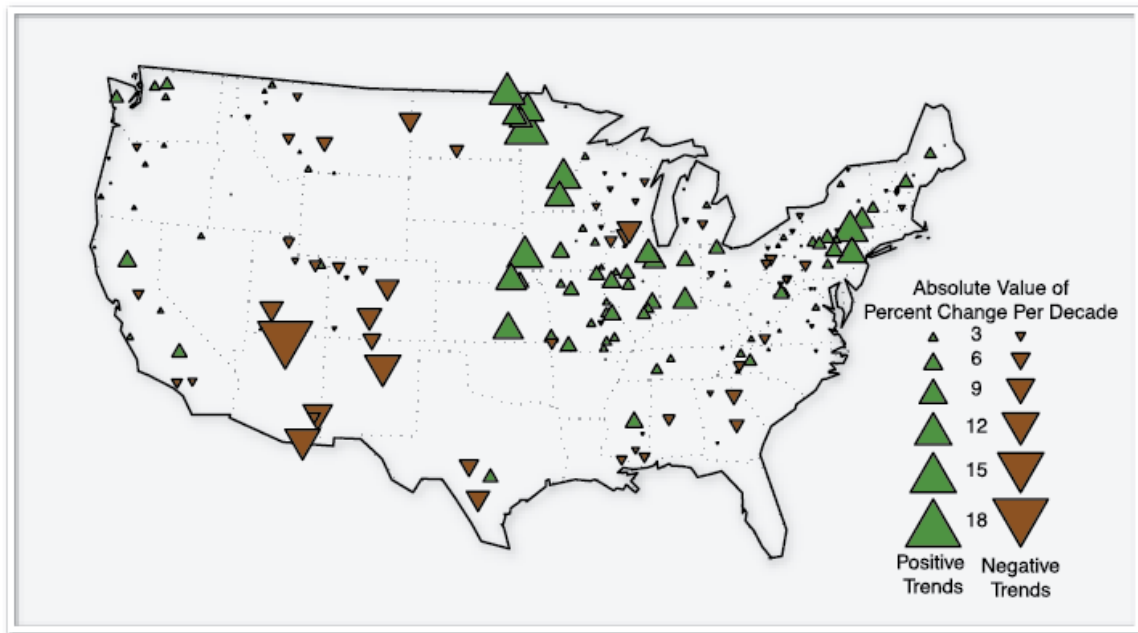 Absolute Value of
Percent Change Per Decade
3
6
9
12
15
18
Positive
Trends
Negative
Trends